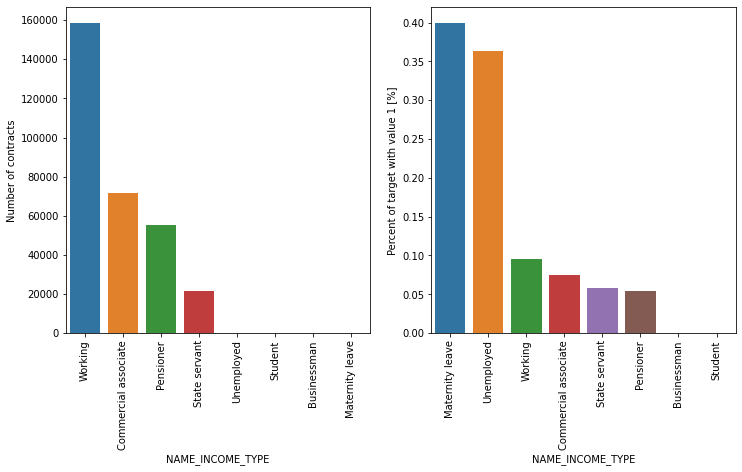 160000
140000
120000
100000
80000
60000
40000
20000
0
Number of contracts
Working
Commercial associate
Pensioner
State servant
Unemployed
Student
Businessman
Maternity leave
NAME_INCOME_TYPE
0.40
0.35
0.30
0.25
0.20
0.15
0.10
0.05
0.00
Percent of target with value 1 [%]
Maternity leave
Unemployed
Working
Commercial associate
State servant
Pensioner
Businessman
Student
NAME_INCOME_TYPE